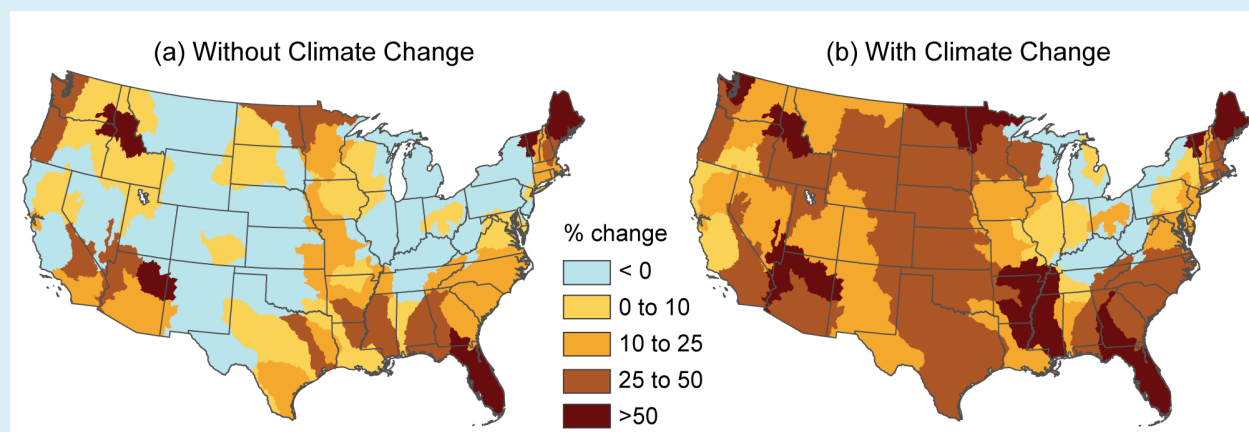 (a) Without Climate Change
(b) With Climate Change
% change
< 0
0 to 10
10 to 25
25 to 50
>50